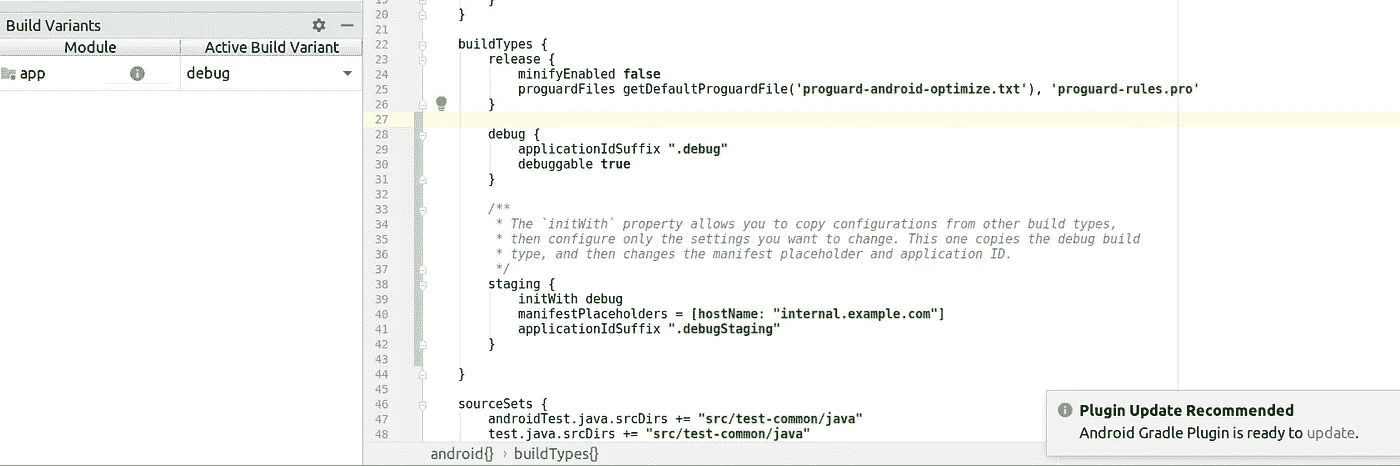 Build Variants
Module Active Build Variant
app debug
20 }
21
22 buildTypes {
23 release {
24 minifyEnabled false
25 proguardFiles getDefaultProguardFile('proguard-android-optimize.txt'), 'proguard-rules.pro'
26 }
27
28 debug {
29 applicationIdSuffix ".debug"
30 debuggable true
31 }
32
33 /**
34 * The `initWith` property allows you to copy configurations from other build types,
35 * then configure only the settings you want to change. This one copies the debug build
36 * type, and then changes the manifest placeholder and application ID.
37 */
38 staging {
39 initWith debug
40 manifestPlaceholders = [hostName: "internal.example.com"]
41 applicationIdSuffix ".debugStaging"
42 }
43
44 }
45
46 sourceSets {
47 androidTest.java.srcDirs += "src/test-common/java"
48 test.java.srcDirs += "src/test-common/java"
android{} › buildTypes{}
Plugin Update Recommended
Android Gradle Plugin is ready to update.